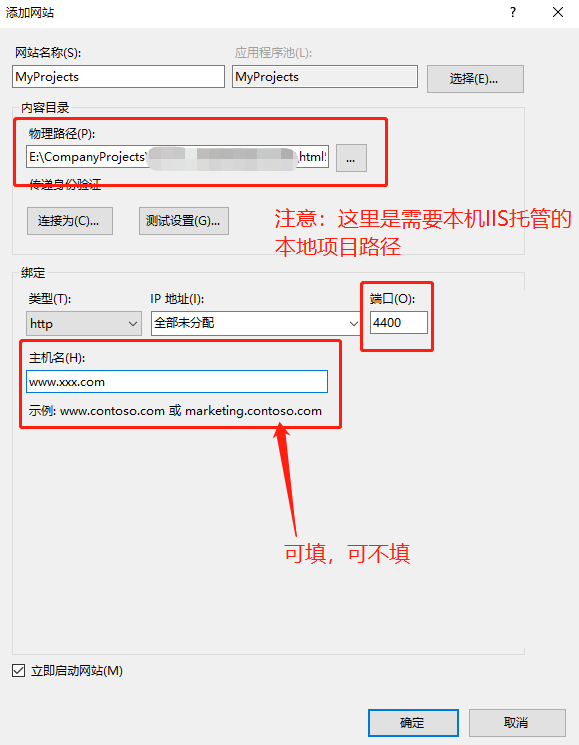 添加网站
网站名称(S): 应用程序池(L):
MyProjects MyProjects 选择(E)...
内容目录
物理路径(P):
E:\CompanyProjects\ \html ...
传递身份验证
连接为(C)... 测试设置(G)...
注意：这里是需要本机IIS托管的
本地项目路径
绑定
类型(T): IP 地址(I): 端口(O):
http 全部未分配 4400
主机名(H):
www.xxx.com
示例: www.contoso.com 或 marketing.contoso.com
可填，可不填
立即启动网站(M)
确定 取消